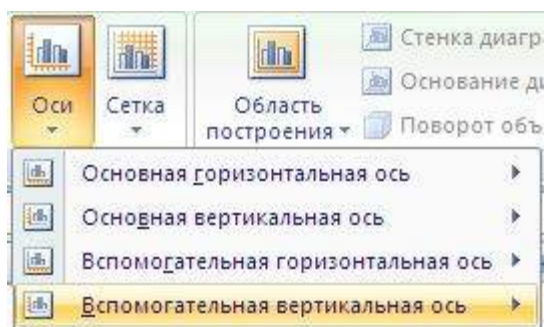 Стенка диагр
Оси
Сетка
Область
построения
Основание ди
Поворот объ
Основная горизонтальная ось
Основная вертикальная ось
Вспомогательная горизонтальная ось
Вспомогательная вертикальная ось